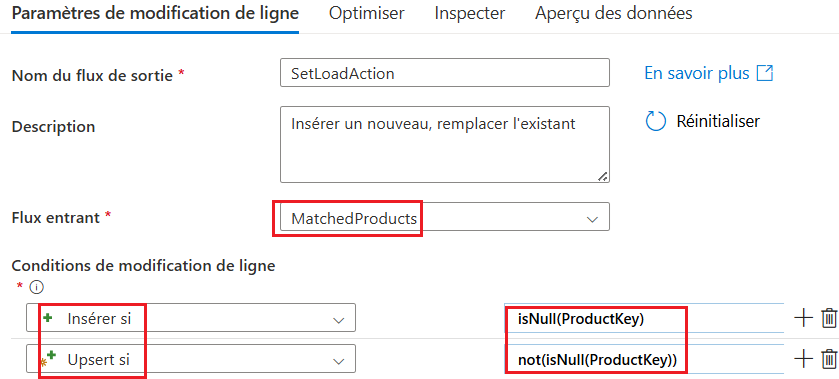 Paramètres de modification de ligne Optimiser Inspecter Aperçu des données
Nom du flux de sortie * SetLoadAction En savoir plus
Description Insérer un nouveau, remplacer l'existant Réinitialiser
Flux entrant * MatchedProducts
Conditions de modification de ligne
*
Insérer si isNull(ProductKey)
Upsert si not(isNull(ProductKey))